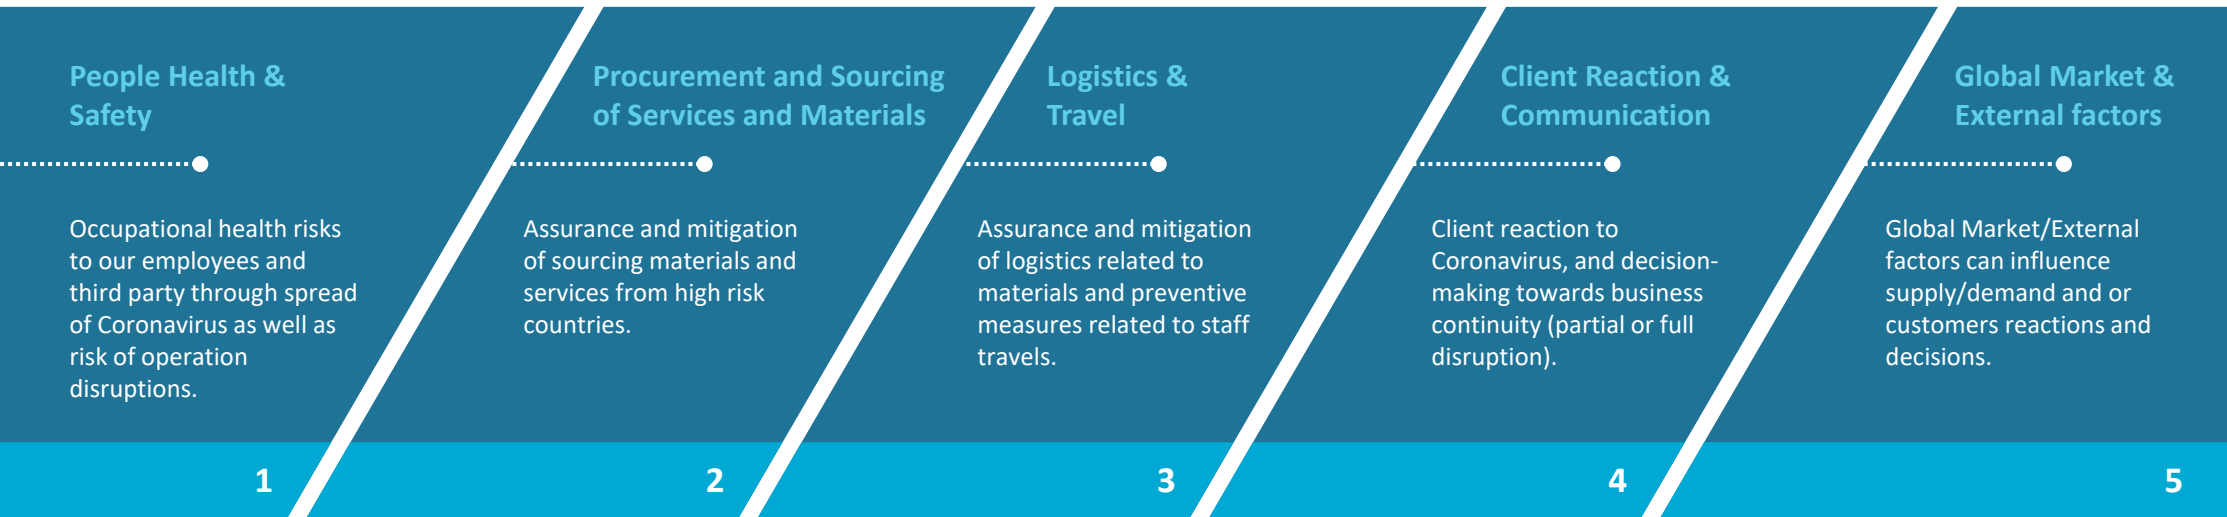 People Health &
Safety
Occupational health risks
to our employees and
third party through spread
of Coronavirus as well as
risk of operation
disruptions.
1
Procurement and Sourcing
of Services and Materials
Assurance and mitigation
of sourcing materials and
services from high risk
countries.
2
Logistics &
Travel
Assurance and mitigation
of logistics related to
materials and preventive
measures related to staff
travels.
3
Client Reaction &
Communication
Client reaction to
Coronavirus, and decision-
making towards business
continuity (partial or full
disruption).
4
Global Market &
External factors
Global Market/External
factors can influence
supply/demand and or
customers reactions and
decisions.
5